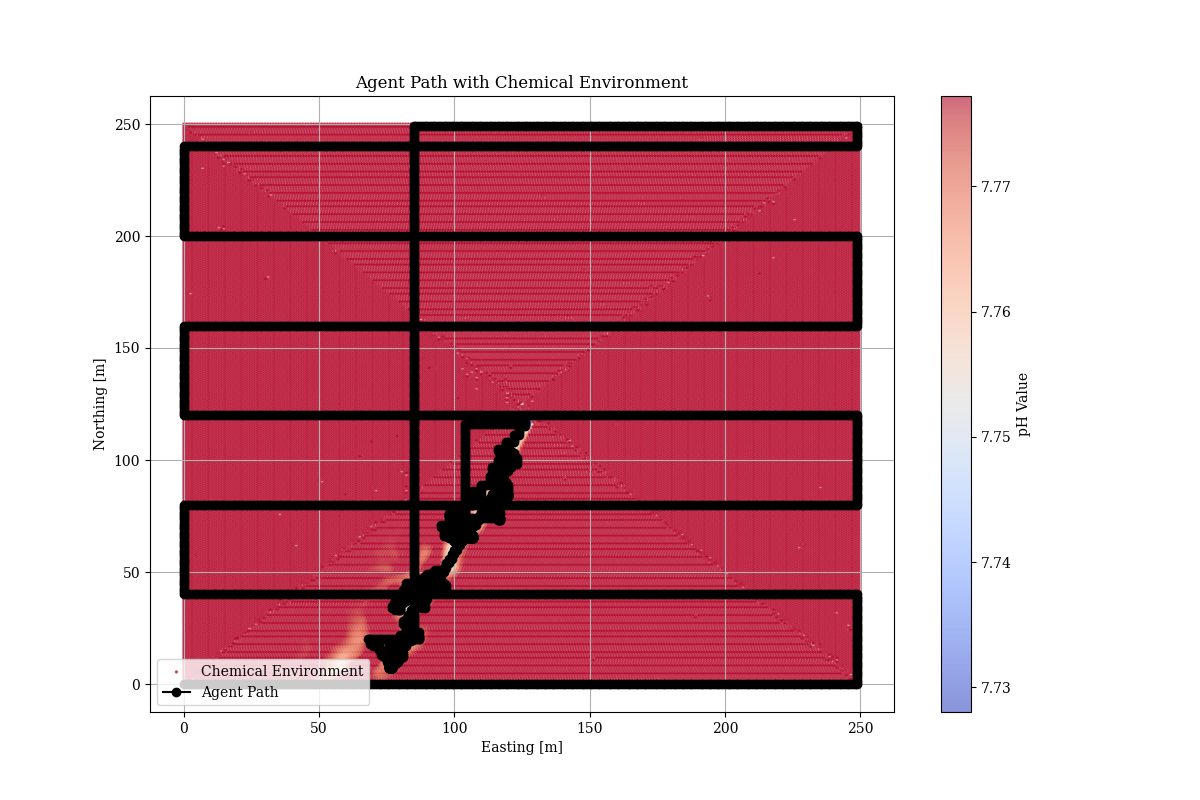 Agent Path with Chemical Environment
250
200
150
100
50
0
Northing [m]
0
50
100
150
200
250
Easting [m]
Chemical Environment
Agent Path
7.77
7.76
7.75
7.74
7.73
pH Value